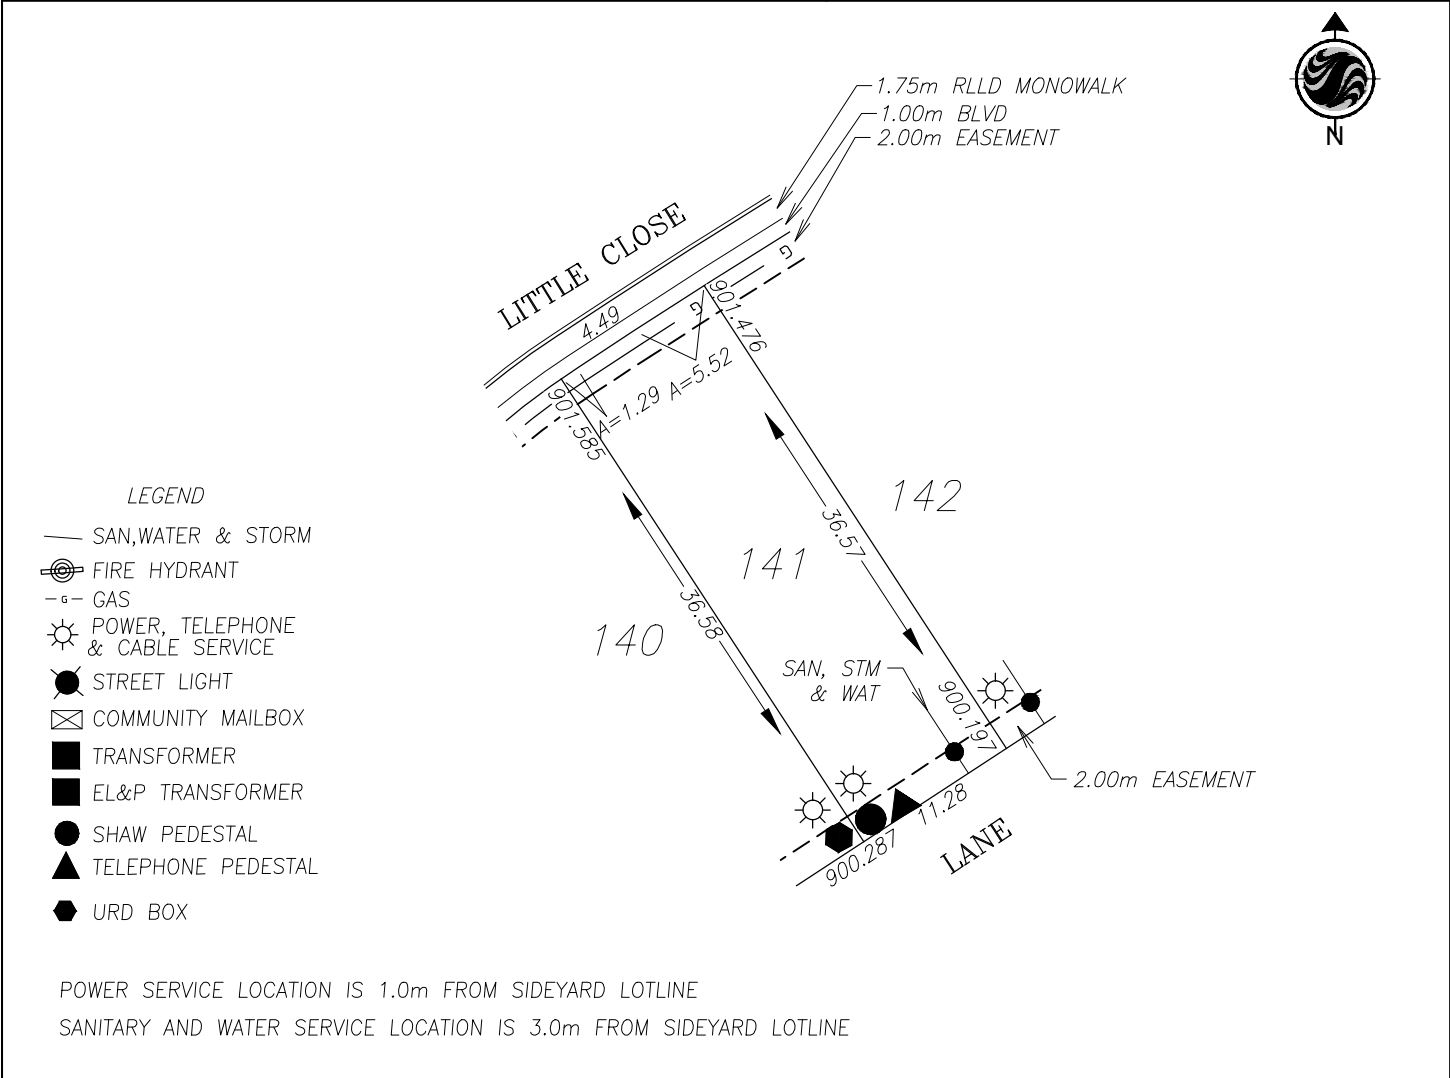 1.75m RLLD MONOWALK
1.00m BLVD
2.00m EASEMENT
N
LITTLE CLOSE
4.49
G
G
901.476
901.585
A=1.29
A=5.52
142
141
140
36.57
36.58
SAN, STM
& WAT
900.197
2.00m EASEMENT
11.28
900.287
LANE
LEGEND
SAN,WATER & STORM
FIRE HYDRANT
G GAS
POWER, TELEPHONE
& CABLE SERVICE
STREET LIGHT
COMMUNITY MAILBOX
TRANSFORMER
EL&P TRANSFORMER
SHAW PEDESTAL
TELEPHONE PEDESTAL
URD BOX
POWER SERVICE LOCATION IS 1.0m FROM SIDEYARD LOTLINE
SANITARY AND WATER SERVICE LOCATION IS 3.0m FROM SIDEYARD LOTLINE